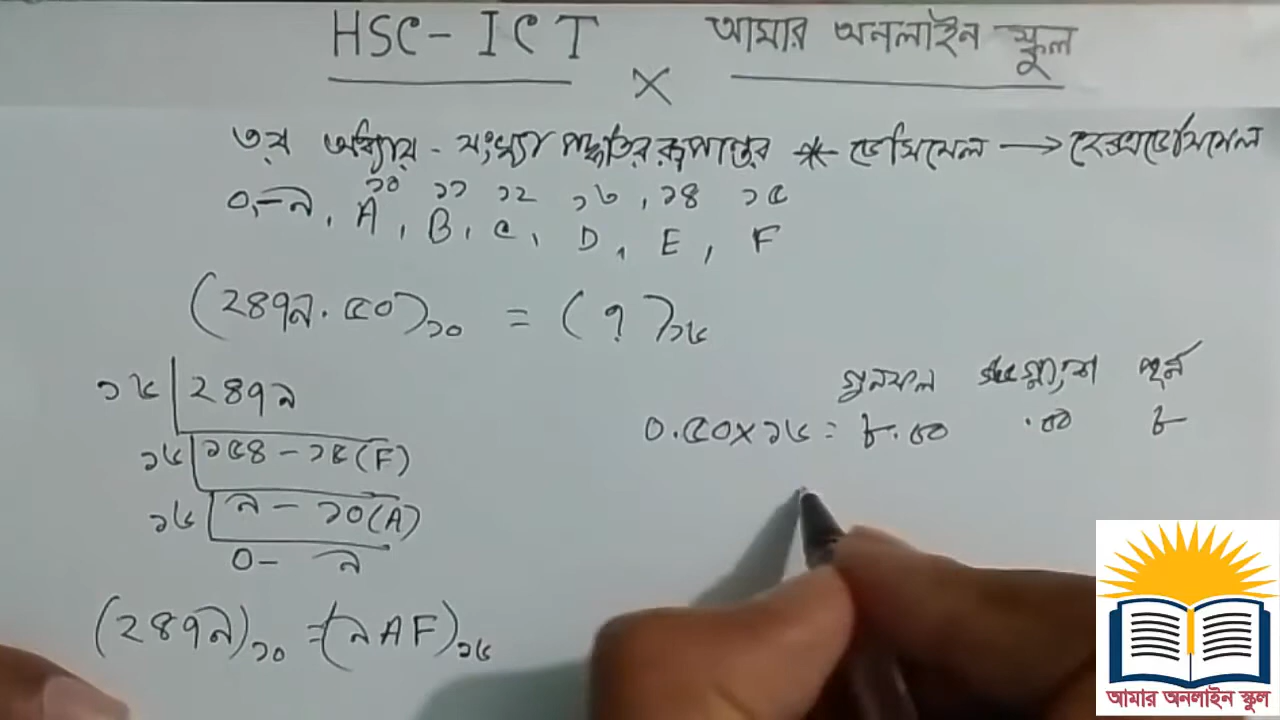 HSC - ICT × আমার অনলাইন স্কুল
৩য় অধ্যায় - সংখ্যা পদ্ধতির রূপান্তর * ডেসিমেল → হেক্সাডেসিমেল
১০ ১১ ১২ ১৩, ১৪ ১৫
০-৯, A, B, C, D, E, F
(২৪৭৯.৫০)১০ = (?)১৬
১৬ ২৪৭৯
১৬ ১৫৪ - ১৫(F)
১৬ ৯ - ১০(A)
০ - ৯
(২৪৭৯)১০ = (৯AF)১৬
গুনফল ভগ্নাংশ পূর্ন
০.৫০×১৬ = ৮.০০ .০০ ৮
আমার অনলাইন স্কুল